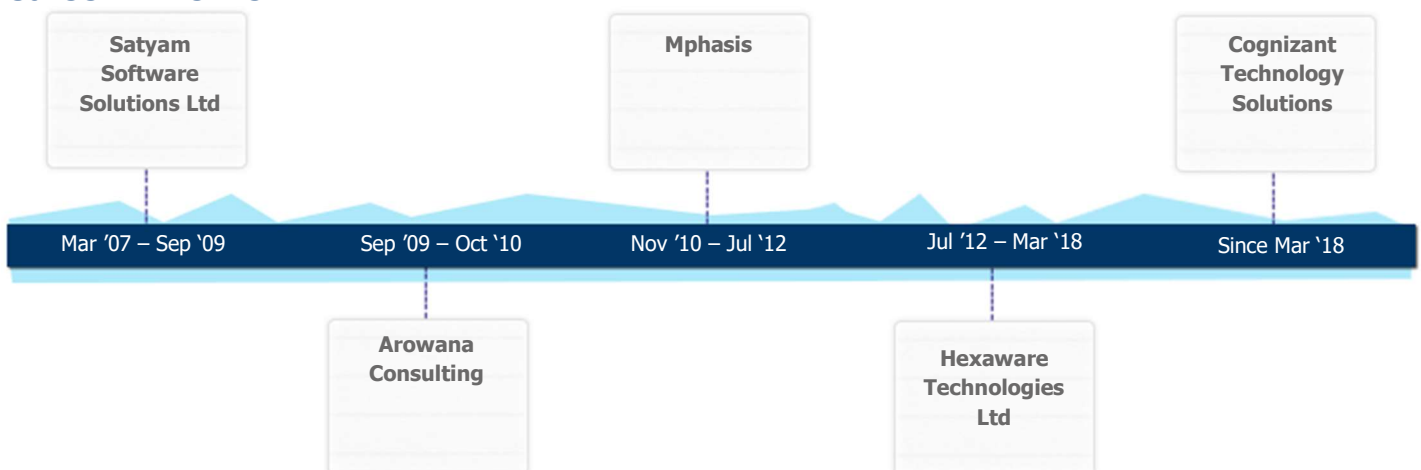 Satyam
Software
Solutions Ltd
Mphasis
Cognizant
Technology
Solutions
Mar ’07 – Sep ‘09
Sep ’09 – Oct ‘10
Nov ’10 – Jul ‘12
Jul ’12 – Mar ‘18
Since Mar ‘18
Arowana
Consulting
Hexaware
Technologies
Ltd